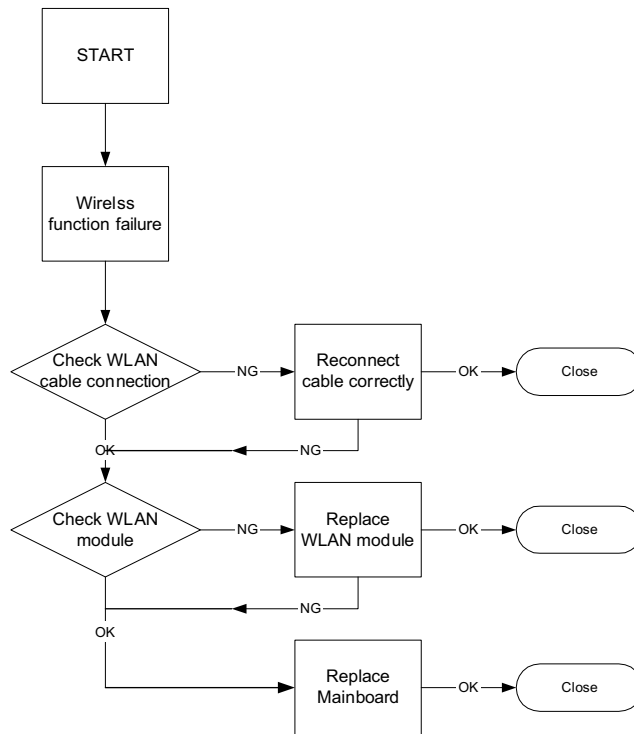 START
Wirelss
function failure
Check WLAN
cable connection
NG
Reconnect
cable correctly
OK
Close
OK
NG
Check WLAN
module
NG
Replace
WLAN module
OK
Close
NG
OK
Replace
Mainboard
OK
Close